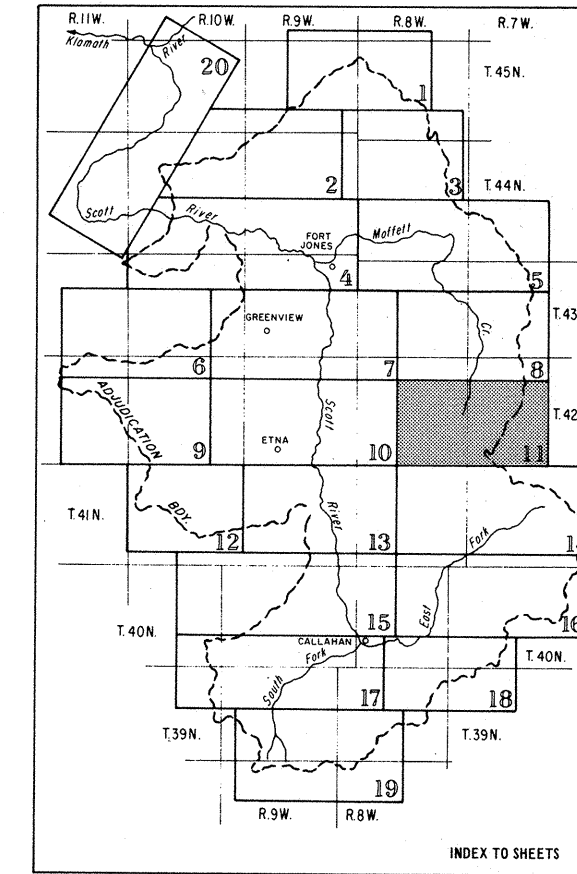 R.11W. R.10W. R.9W. R.8W. R.7W.
Klamath River
20
T.45N.
1
2
3
T.44N.
Scott River
FORT
JONES
Moffett
4
5
GREENVIEW
Cr.
T.43
6
7
8
ADJUDICATION
BDY.
Scott
T.42
ETNA
9
10
11
T.41N.
River
Fork
12
13
1
East
T.40N.
15
16
CALLAHAN
T.40N.
South Fork
17
18
T.39N.
T.39N.
19
R.9W. R.8W.
INDEX TO SHEETS